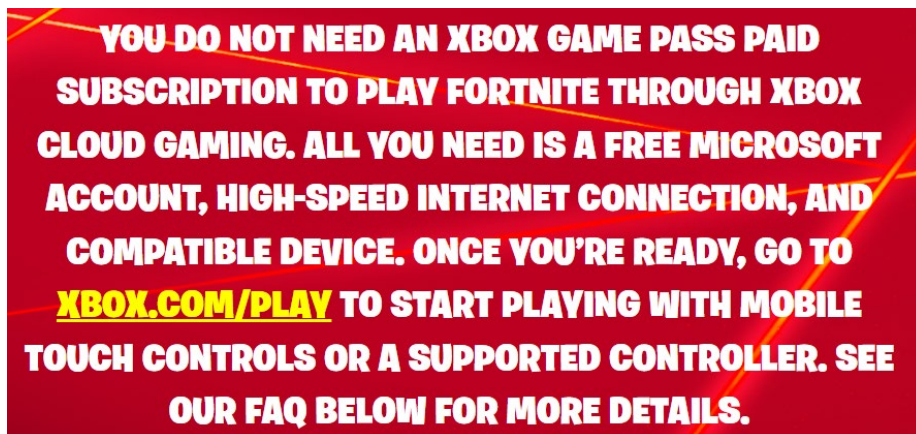 YOU DO NOT NEED AN XBOX GAME PASS PAID
SUBSCRIPTION TO PLAY FORTNITE THROUGH XBOX
CLOUD GAMING. ALL YOU NEED IS A FREE MICROSOFT
ACCOUNT, HIGH-SPEED INTERNET CONNECTION, AND
COMPATIBLE DEVICE. ONCE YOU’RE READY, GO TO
XBOX.COM/PLAY TO START PLAYING WITH MOBILE
TOUCH CONTROLS OR A SUPPORTED CONTROLLER. SEE
OUR FAQ BELOW FOR MORE DETAILS.